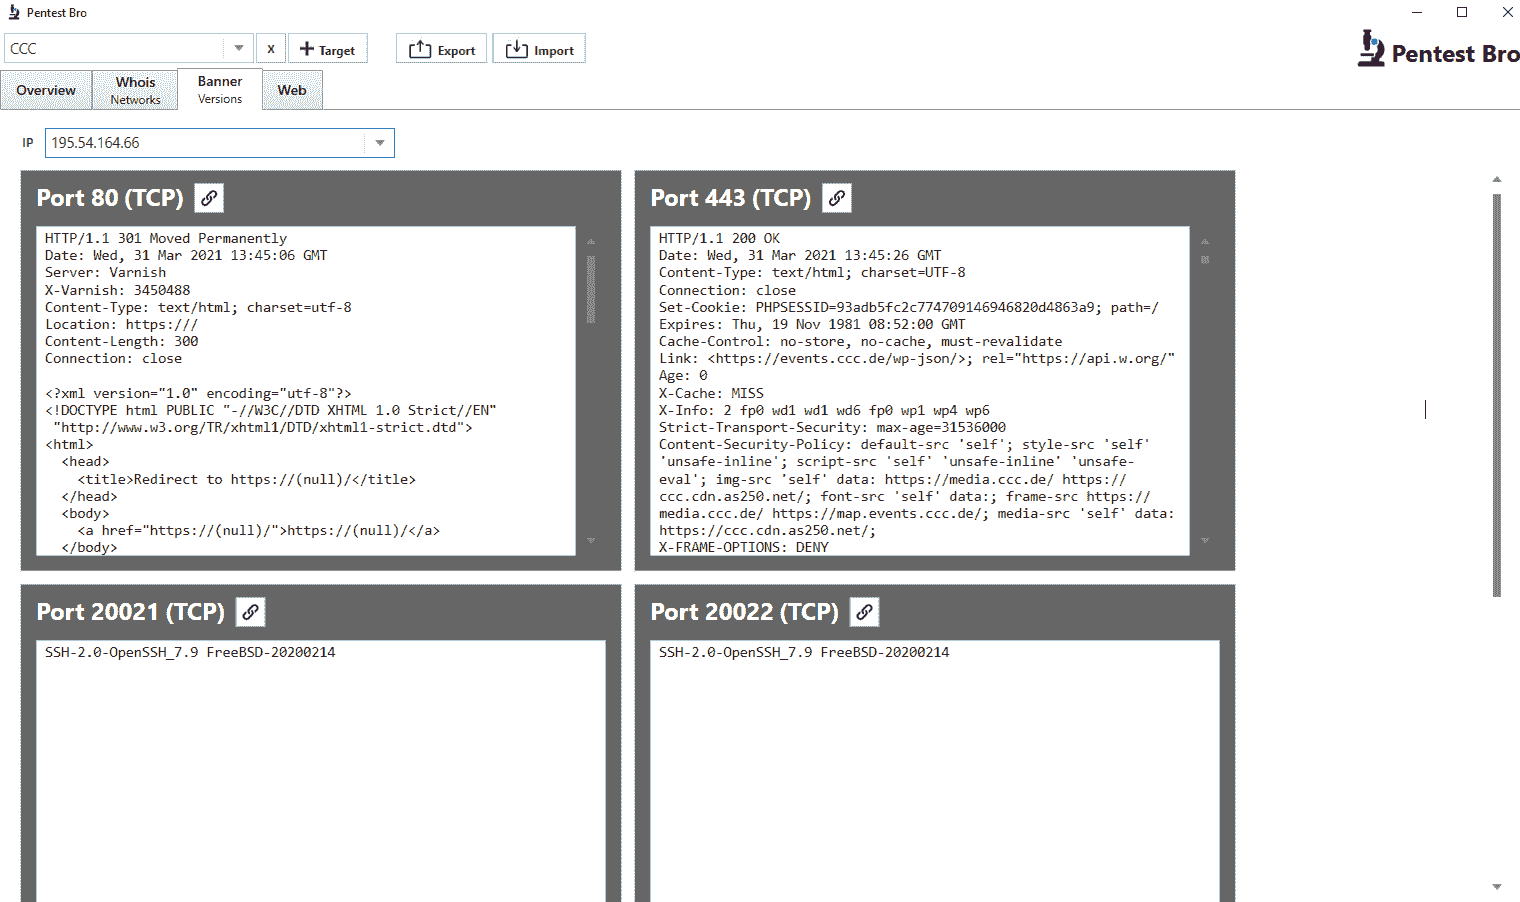 Pentest Bro
CCC
x
Target
Export
Import
Pentest Bro
Overview
Whois
Networks
Banner
Versions
Web
IP
195.54.164.66
Port 80 (TCP)
HTTP/1.1 301 Moved Permanently
Date: Wed, 31 Mar 2021 13:45:06 GMT
Server: Varnish
X-Varnish: 3450488
Content-Type: text/html; charset=utf-8
Location: https:///
Content-Length: 300
Connection: close
<?xml version="1.0" encoding="utf-8"?>
<!DOCTYPE html PUBLIC "-//W3C//DTD XHTML 1.0 Strict//EN"
"http://www.w3.org/TR/xhtml1/DTD/xhtml1-strict.dtd">
<html>
<head>
<title>Redirect to https://(null)/</title>
</head>
<body>
<a href="https://(null)/">https://(null)/</a>
</body>
Port 443 (TCP)
HTTP/1.1 200 OK
Date: Wed, 31 Mar 2021 13:45:26 GMT
Content-Type: text/html; charset=UTF-8
Connection: close
Set-Cookie: PHPSESSID=93adb5fc2c774709146946820d4863a9; path=/
Expires: Thu, 19 Nov 1981 08:52:00 GMT
Cache-Control: no-store, no-cache, must-revalidate
Link: <https://events.ccc.de/wp-json/>; rel="https://api.w.org/"
Age: 0
X-Cache: MISS
X-Info: 2 fp0 wd1 wd1 wd6 fp0 wp1 wp4 wp6
Strict-Transport-Security: max-age=31536000
Content-Security-Policy: default-src 'self'; style-src 'self'
'unsafe-inline'; script-src 'self' 'unsafe-inline' 'unsafe-
eval'; img-src 'self' data: https://media.ccc.de/ https://
ccc.cdn.as250.net/; font-src 'self' data:; frame-src https://
media.ccc.de/ https://map.events.ccc.de/; media-src 'self' data:
https://ccc.cdn.as250.net/;
X-FRAME-OPTIONS: DENY
Port 20021 (TCP)
SSH-2.0-OpenSSH_7.9 FreeBSD-20200214
Port 20022 (TCP)
SSH-2.0-OpenSSH_7.9 FreeBSD-20200214